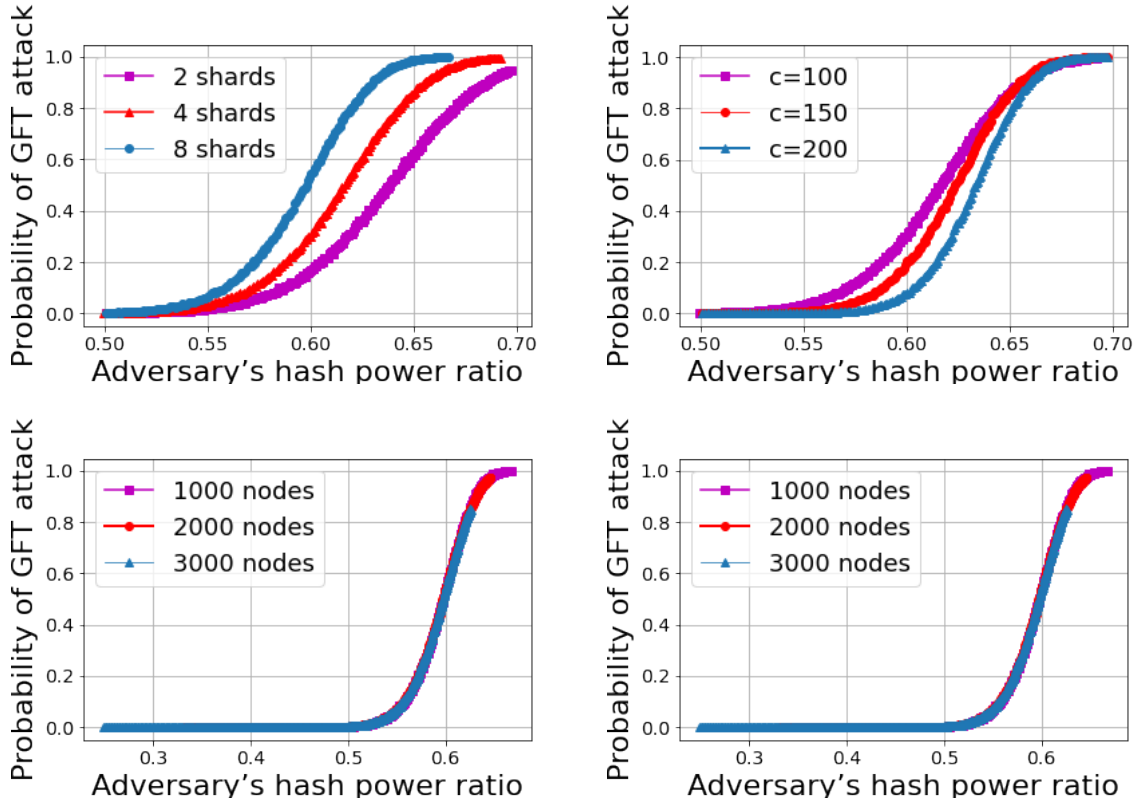 Probability of GFT attack
1.0
0.8
0.6
0.4
0.2
0.0
2 shards
4 shards
8 shards
0.50
0.55
0.60
0.65
0.70
Adversary’s hash power ratio
Probability of GFT attack
1.0
0.8
0.6
0.4
0.2
0.0
c=100
c=150
c=200
0.50
0.55
0.60
0.65
0.70
Adversary’s hash power ratio
Probability of GFT attack
1.0
0.8
0.6
0.4
0.2
0.0
1000 nodes
2000 nodes
3000 nodes
0.3
0.4
0.5
0.6
Adversary’s hash power ratio
Probability of GFT attack
1.0
0.8
0.6
0.4
0.2
0.0
1000 nodes
2000 nodes
3000 nodes
0.3
0.4
0.5
0.6
Adversary’s hash power ratio